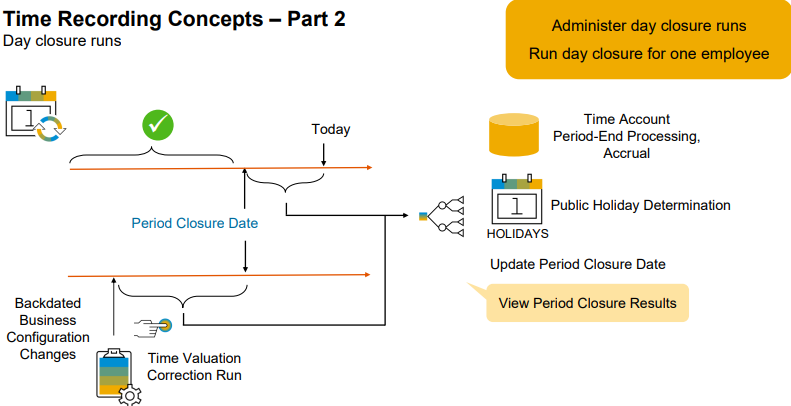 Time Recording Concepts – Part 2
Day closure runs
Administer day closure runs
Run day closure for one employee
1
Today
Period Closure Date
Backdated
Business
Configuration
Changes
Time Valuation
Correction Run
Time Account
Period-End Processing,
Accrual
1
HOLIDAYS
Public Holiday Determination
Update Period Closure Date
View Period Closure Results